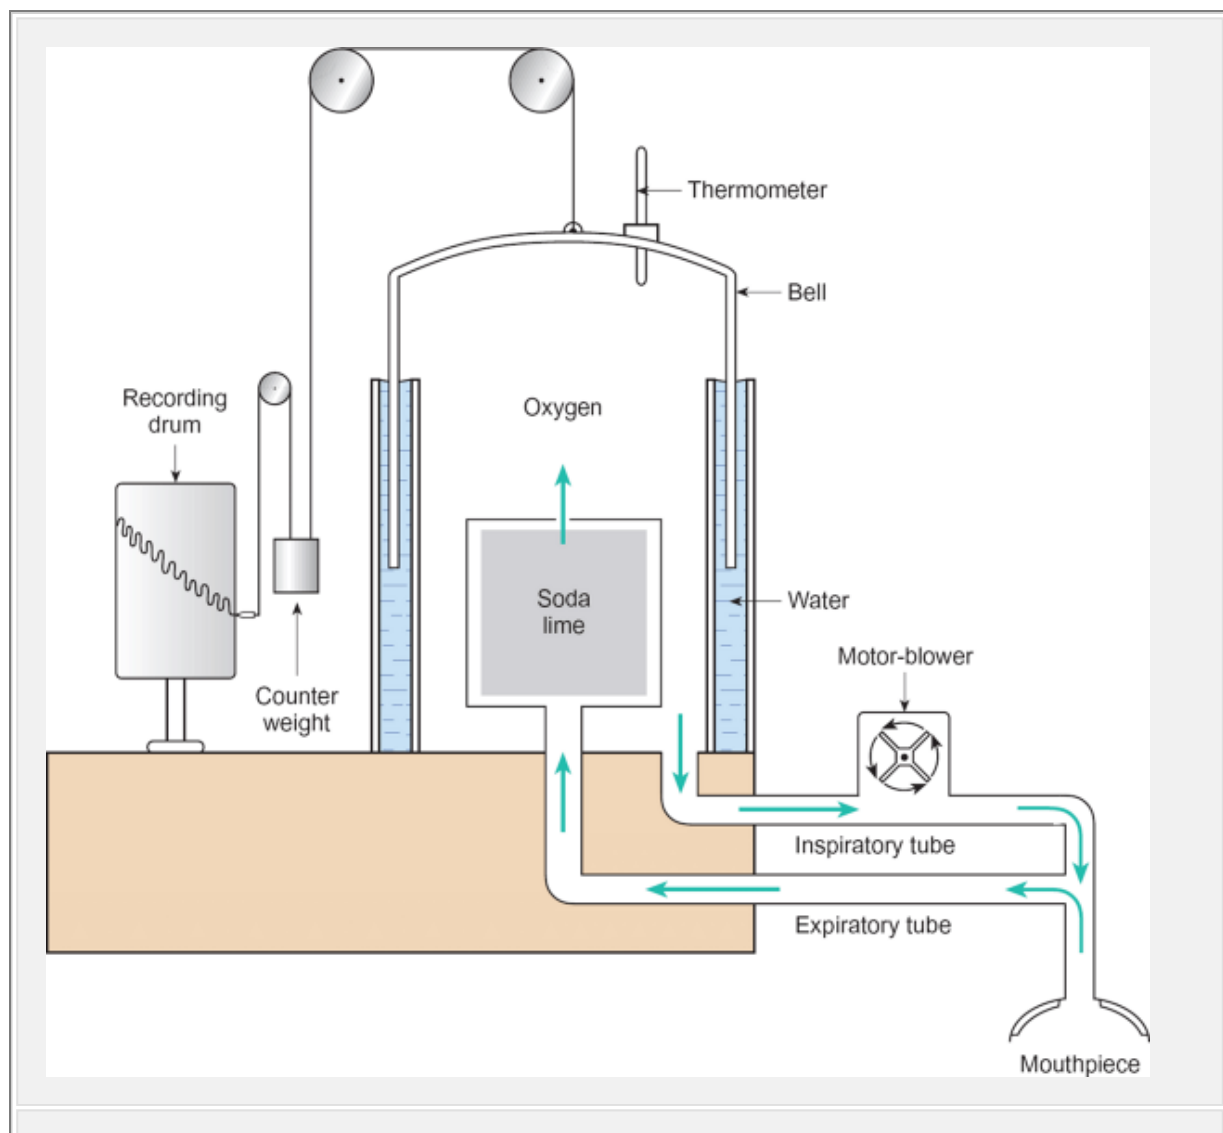 Thermometer
Bell
Recording
drum
Oxygen
Soda
lime
Water
Motor-blower
Counter
weight
Inspiratory tube
Expiratory tube
Mouthpiece